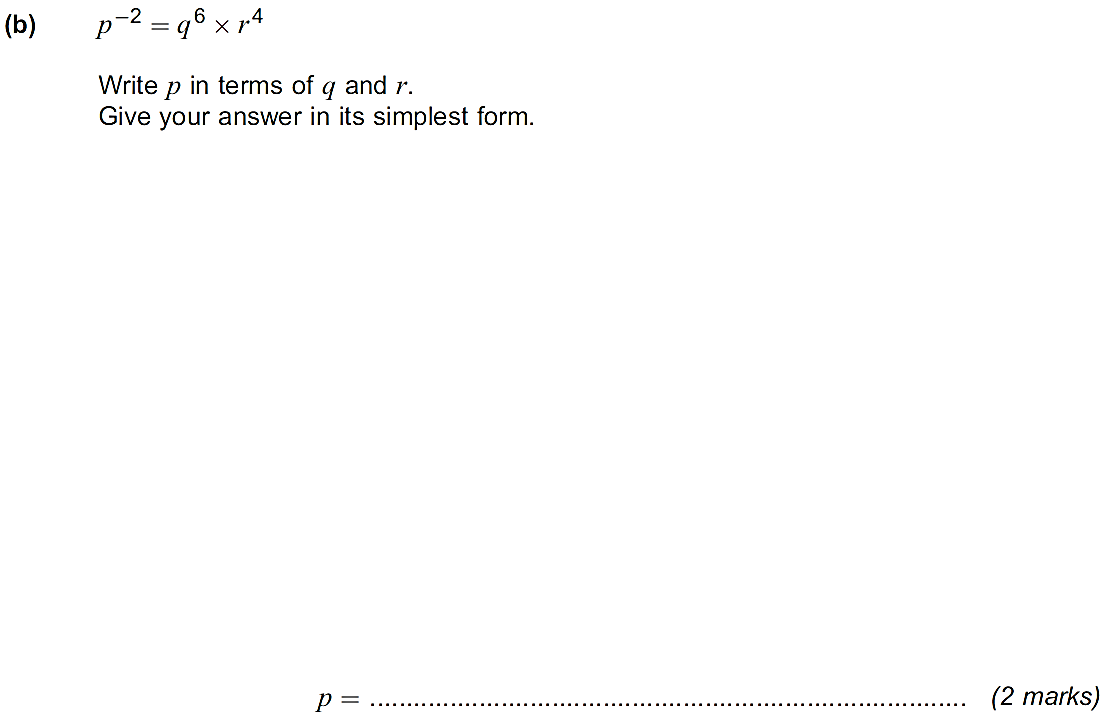 (b) p⁻² = q⁶ × r⁴
Write p in terms of q and r.
Give your answer in its simplest form.
p = ................................................................................ (2 marks)